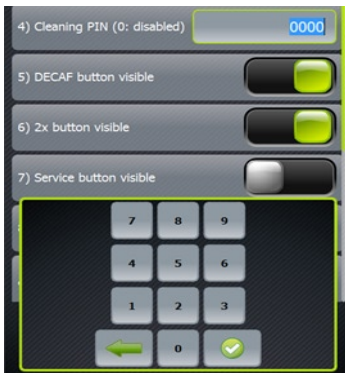 4) Cleaning PIN (0: disabled) 0000
5) DECAF button visible
6) 2x button visible
7) Service button visible
7 8 9
4 5 6
1 2 3
0